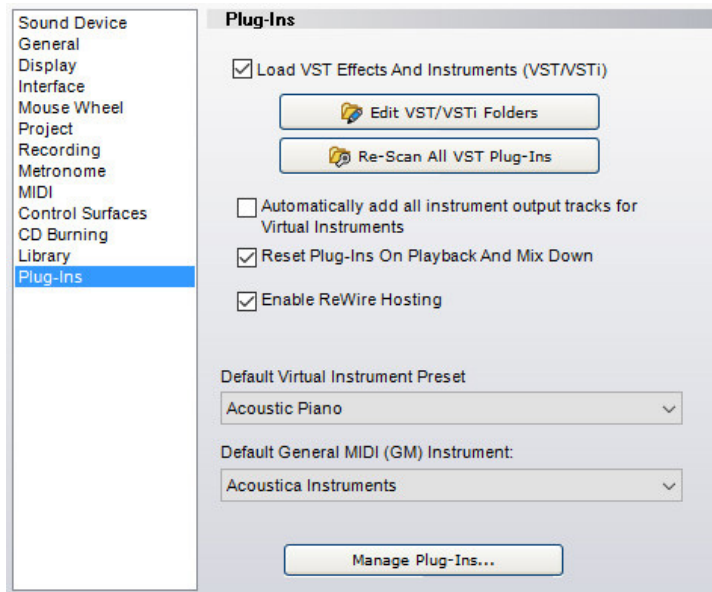 Sound Device
General
Display
Interface
Mouse Wheel
Project
Recording
Metronome
MIDI
Control Surfaces
CD Burning
Library
Plug-Ins
Plug-Ins
Load VST Effects And Instruments (VST/VSTi)
Edit VST/VSTi Folders
Re-Scan All VST Plug-Ins
Automatically add all instrument output tracks for
Virtual Instruments
Reset Plug-Ins On Playback And Mix Down
Enable ReWire Hosting
Default Virtual Instrument Preset
Acoustic Piano
Default General MIDI (GM) Instrument:
Acoustica Instruments
Manage Plug-Ins...